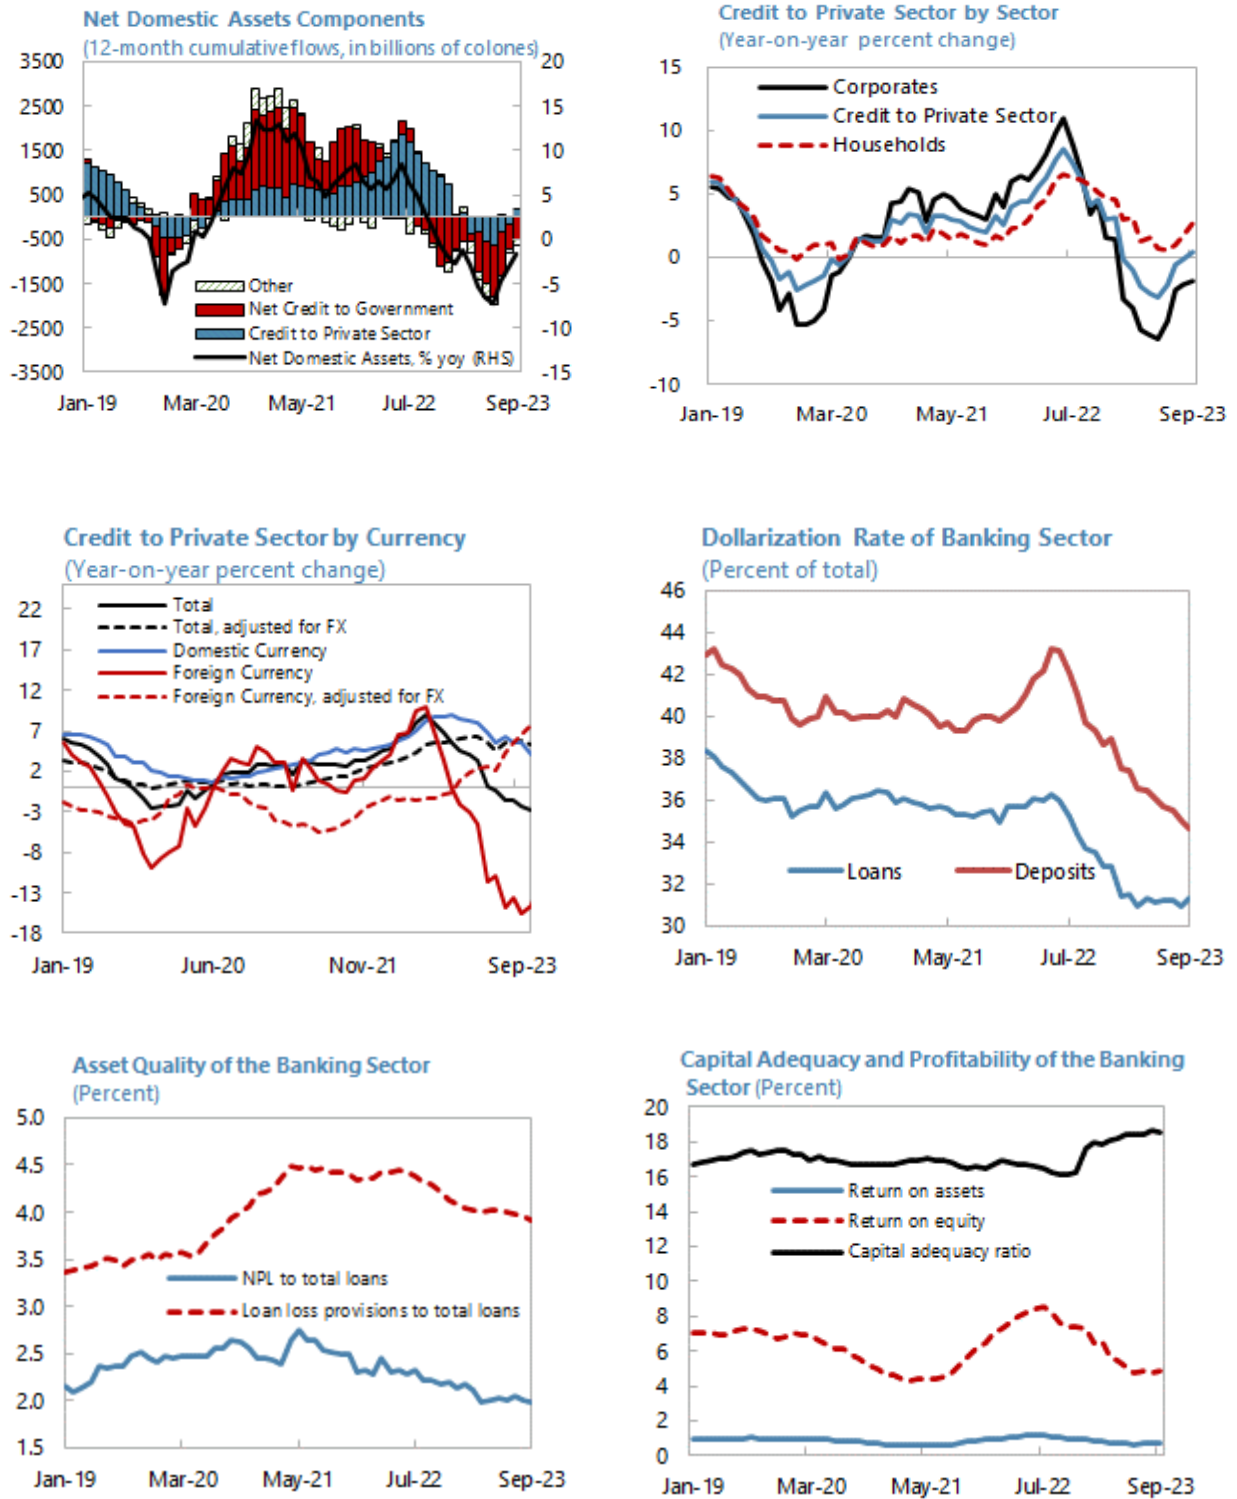 Net Domestic Assets Components
(12-month cumulative flows, in billions of colones)
3500
2500
1500
500
-500
-1500
-2500
-3500
20
15
10
5
0
-5
-10
-15
Other
Net Credit to Government
Credit to Private Sector
Net Domestic Assets, % yoy (RHS)
Jan-19 Mar-20 May-21 Jul-22 Sep-23
Credit to Private Sector by Sector
(Year-on-year percent change)
15
10
5
0
-5
-10
Corporates
Credit to Private Sector
Households
Jan-19 Mar-20 May-21 Jul-22 Sep-23
Credit to Private Sector by Currency
(Year-on-year percent change)
22
17
12
7
2
-3
-8
-13
-18
Total
Total, adjusted for FX
Domestic Currency
Foreign Currency
Foreign Currency, adjusted for FX
Jan-19 Jun-20 Nov-21 Sep-23
Dollarization Rate of Banking Sector
(Percent of total)
46
44
42
40
38
36
34
32
30
Loans Deposits
Jan-19 Mar-20 May-21 Jul-22 Sep-23
Asset Quality of the Banking Sector
(Percent)
5.0
4.5
4.0
3.5
3.0
2.5
2.0
1.5
NPL to total loans
Loan loss provisions to total loans
Jan-19 Mar-20 May-21 Jul-22 Sep-23
Capital Adequacy and Profitability of the Banking
Sector (Percent)
20
18
16
14
12
10
8
6
4
2
0
Return on assets
Return on equity
Capital adequacy ratio
Jan-19 Mar-20 May-21 Jul-22 Sep-23